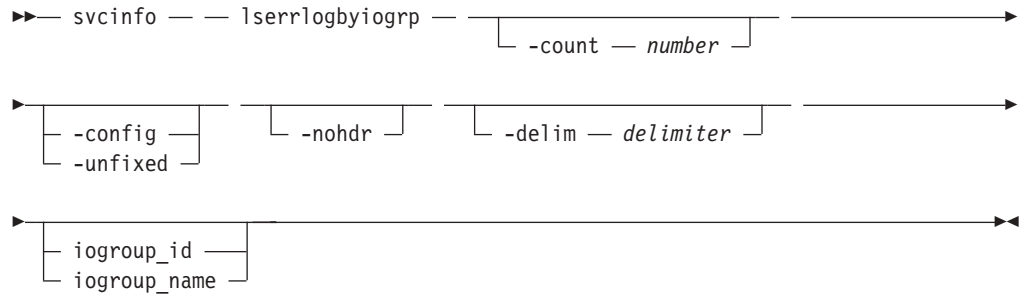 svcinfo lserrlogbyiogrp
-count number
-config
-nohdr
-delim delimiter
-unfixed
iogroup_id
iogroup_name